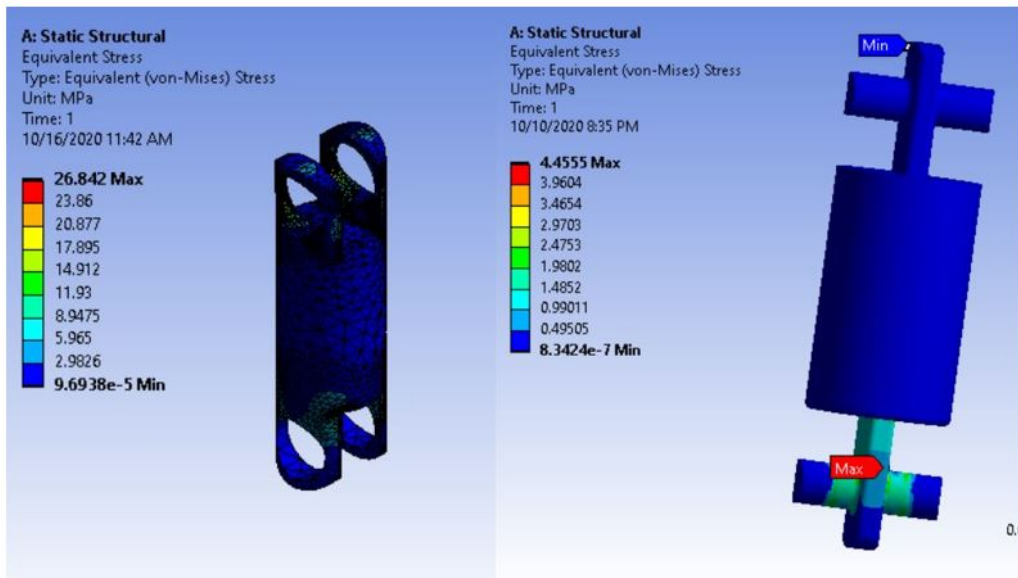 A: Static Structural
Equivalent Stress
Type: Equivalent (von-Mises) Stress
Unit: MPa
Time: 1
10/16/2020 11:42 AM
26.842 Max
23.86
20.877
17.895
14.912
11.93
8.9475
5.965
2.9826
9.6938e-5 Min
A: Static Structural
Equivalent Stress
Type: Equivalent (von-Mises) Stress
Unit: MPa
Time: 1
10/10/2020 8:35 PM
4.4555 Max
3.9604
3.4654
2.9703
2.4753
1.9802
1.4852
0.99011
0.49505
8.3424e-7 Min
Min
Max
0.